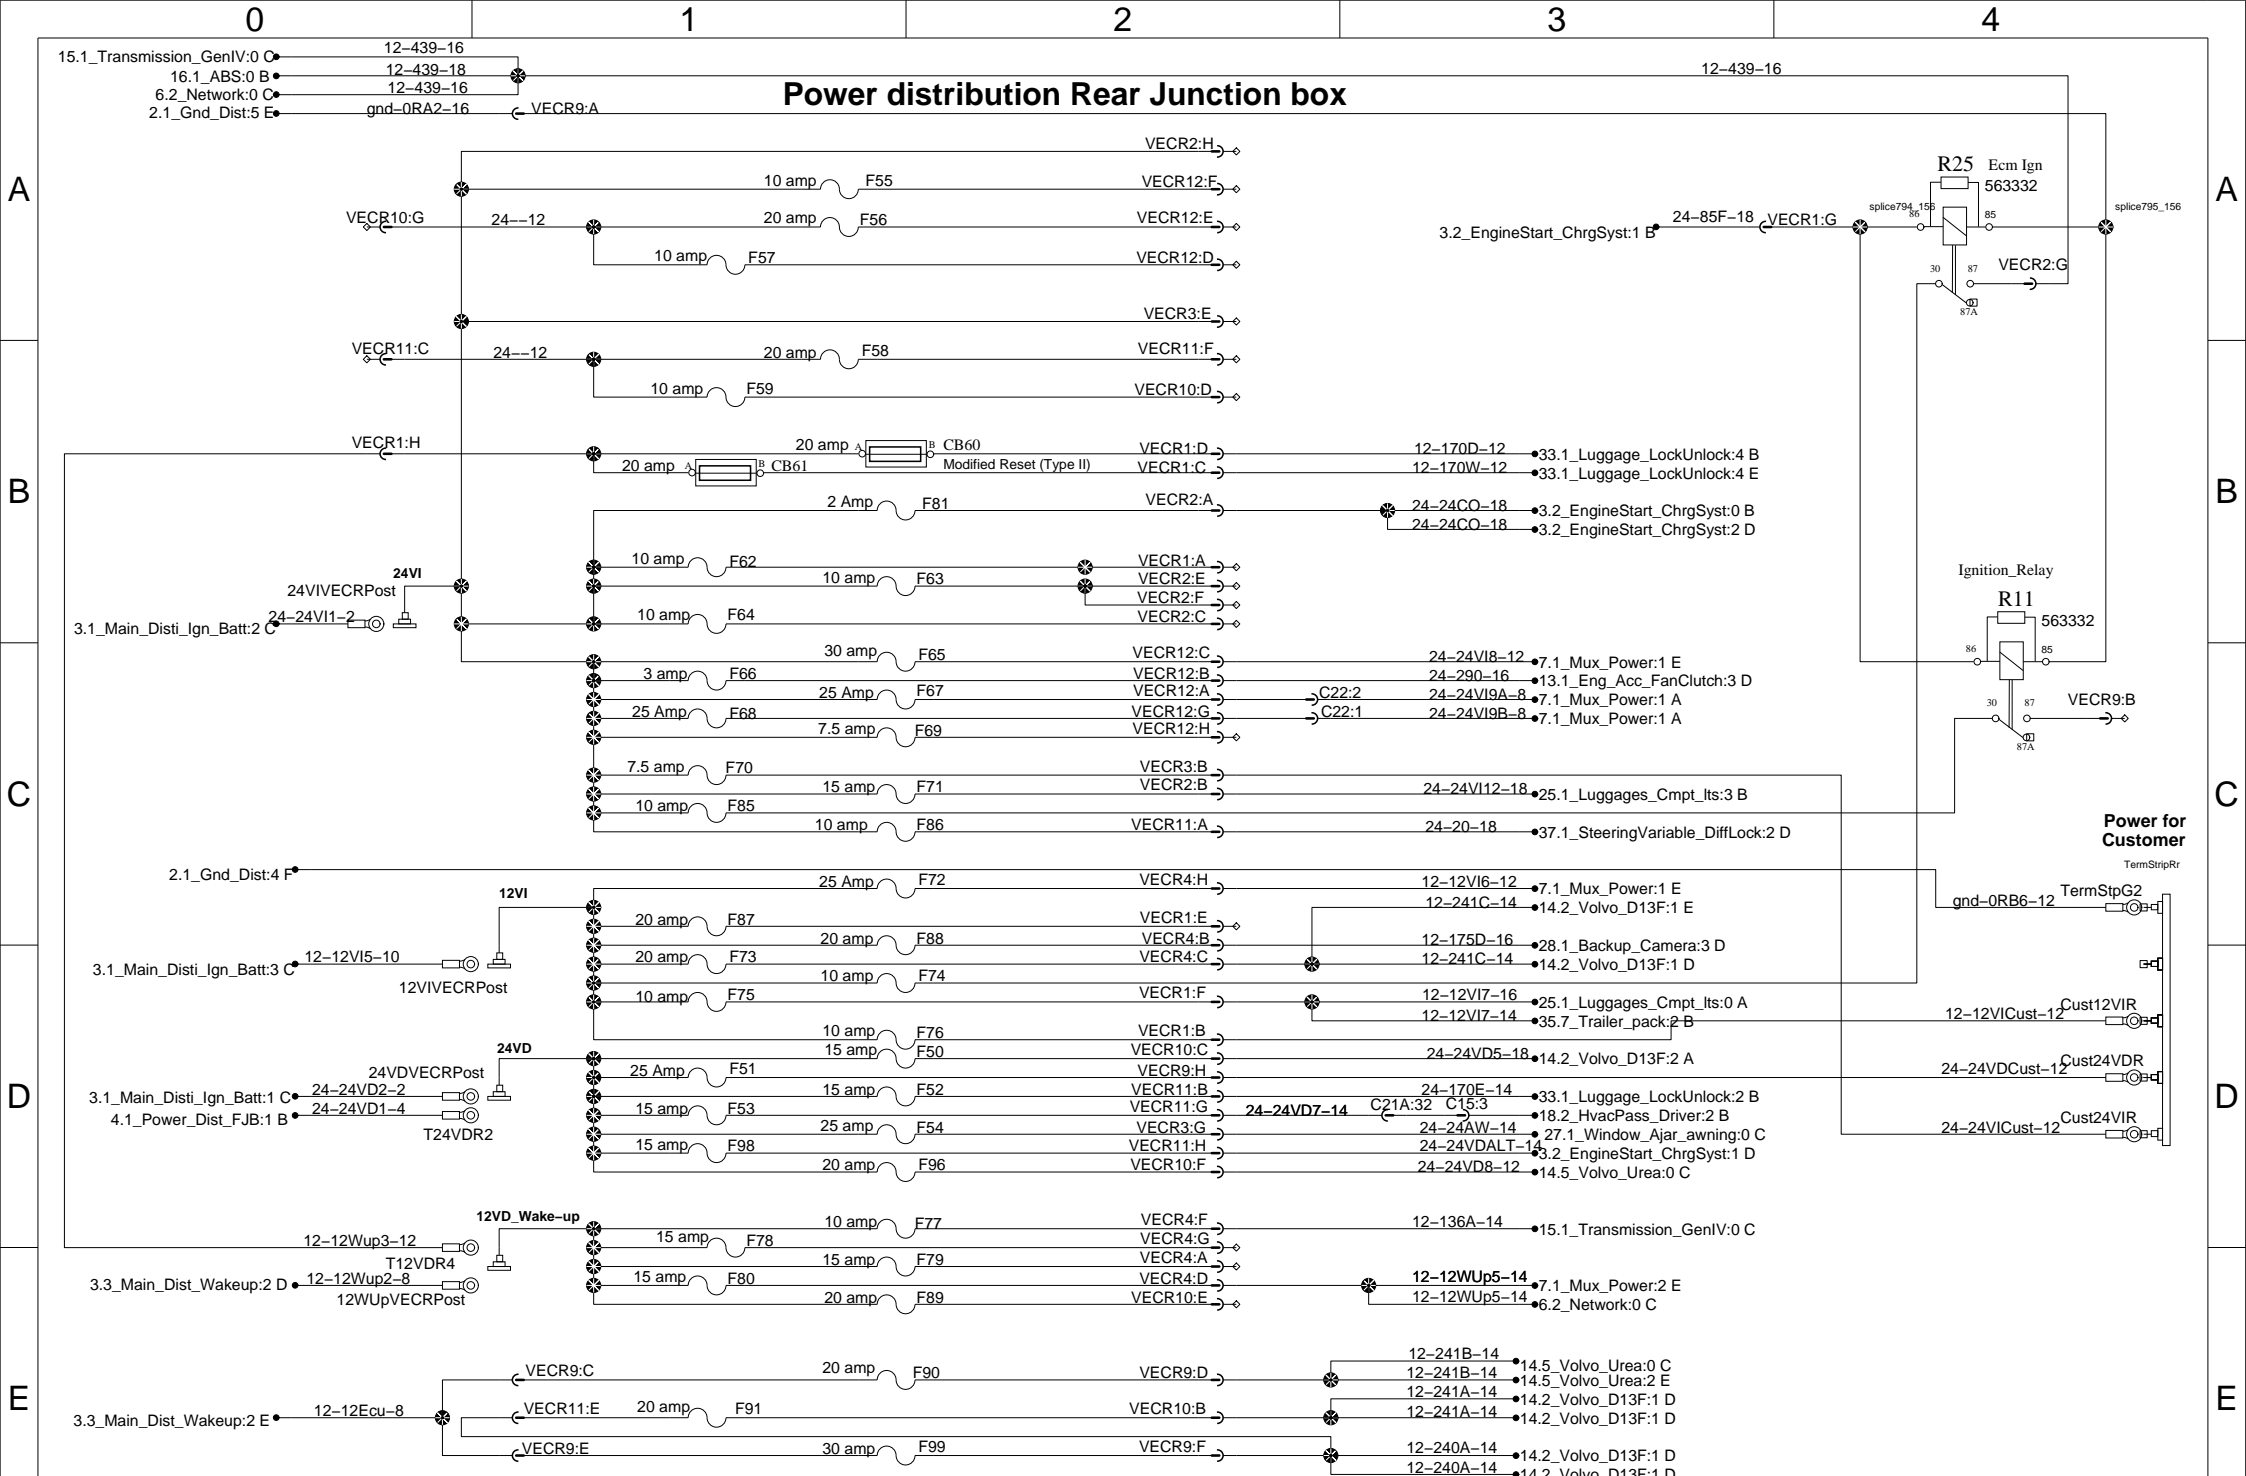 0 1 2 3 4
15.1_Transmission_GenIV:0 C 12–439–16
16.1_ABS:0 B 12–439–18 12–439–16
6.2_Network:0 C 12–439–16
Power distribution Rear Junction box
2.1_Gnd_Dist:5 E gnd–0RA2–16 VECR9:A
VECR2:H
R25 Ecm Ign
A 10 amp F55 VECR12:F 563332 A
VECR10:G 24––12 20 amp F56 VECR12:E 24–85F–18 VECR1:G splice794_156 86 85 splice795_156
3.2_EngineStart_ChrgSyst:1 B
10 amp F57 VECR12:D 30 87 VECR2:G
87A
VECR3:E
VECR11:C 24––12 20 amp F58 VECR11:F
10 amp F59 VECR10:D
VECR1:H 20 amp A B CB60 VECR1:D 12–170D–12 33.1_Luggage_LockUnlock:4 B
20 amp A B CB61 Modified Reset (Type II) VECR1:C 12–170W–12 33.1_Luggage_LockUnlock:4 E
B 2 Amp F81 VECR2:A 24–24CO–18 3.2_EngineStart_ChrgSyst:0 B B
24–24CO–18 3.2_EngineStart_ChrgSyst:2 D
10 amp F62 VECR1:A
24VI 10 amp F63 VECR2:E Ignition_Relay
24VIVECRPost VECR2:F R11
3.1_Main_Disti_Ign_Batt:2 C 24–24VI1–2 10 amp F64 VECR2:C 563332
30 amp F65 VECR12:C 24–24VI8–12 7.1_Mux_Power:1 E 86 85
3 amp F66 VECR12:B 24–290–16 13.1_Eng_Acc_FanClutch:3 D
25 Amp F67 VECR12:A C22:2 24–24VI9A–8 7.1_Mux_Power:1 A
25 Amp F68 VECR12:G C22:1 24–24VI9B–8 7.1_Mux_Power:1 A 30 87 VECR9:B
7.5 amp F69 VECR12:H 87A
7.5 amp F70 VECR3:B
C 15 amp F71 VECR2:B 24–24VI12–18 25.1_Luggages_Cmpt_lts:3 B C
10 amp F85
10 amp F86 VECR11:A 24–20–18 37.1_SteeringVariable_DiffLock:2 D
Power for
Customer
TermStripRr
2.1_Gnd_Dist:4 F
12VI 25 Amp F72 VECR4:H 12–12VI6–12 7.1_Mux_Power:1 E TermStpG2
12–241C–14 14.2_Volvo_D13F:1 E gnd–0RB6–12
20 amp F87 VECR1:E
20 amp F88 VECR4:B 12–175D–16 28.1_Backup_Camera:3 D
3.1_Main_Disti_Ign_Batt:3 C 12–12VI5–10 20 amp F73 VECR4:C 12–241C–14 14.2_Volvo_D13F:1 D
12VIVECRPost 10 amp F74
10 amp F75 VECR1:F 12–12VI7–16 25.1_Luggages_Cmpt_lts:0 A Cust12VIR
12–12VI7–14 35.7_Trailer_pack:2 B 12–12VICust–12
10 amp F76 VECR1:B
24VD 15 amp F50 VECR10:C 24–24VD5–18 14.2_Volvo_D13F:2 A Cust24VDR
24VDVECRPost 25 Amp F51 VECR9:H 24–24VDCust–12
D 3.1_Main_Disti_Ign_Batt:1 C 24–24VD2–2 15 amp F52 VECR11:B 24–170E–14 33.1_Luggage_LockUnlock:2 B D
4.1_Power_Dist_FJB:1 B 24–24VD1–4 15 amp F53 VECR11:G 24–24VD7–14 C21A:32 C15:3 18.2_HvacPass_Driver:2 B Cust24VIR
T24VDR2 25 amp F54 VECR3:G 24–24AW–14 27.1_Window_Ajar_awning:0 C 24–24VICust–12
15 amp F98 VECR11:H 24–24VDALT–14 3.2_EngineStart_ChrgSyst:1 D
20 amp F96 VECR10:F 24–24VD8–12 14.5_Volvo_Urea:0 C
12VD_Wake–up 10 amp F77 VECR4:F 12–136A–14 15.1_Transmission_GenIV:0 C
12–12Wup3–12 15 amp F78 VECR4:G
T12VDR4 15 amp F79 VECR4:A
3.3_Main_Dist_Wakeup:2 D 12–12Wup2–8 15 amp F80 VECR4:D 12–12WUp5–14 7.1_Mux_Power:2 E
12WUpVECRPost 20 amp F89 VECR10:E 12–12WUp5–14 6.2_Network:0 C
12–241B–14 14.5_Volvo_Urea:0 C
VECR9:C 20 amp F90 VECR9:D 12–241B–14 14.5_Volvo_Urea:2 E
E 12–241A–14 14.2_Volvo_D13F:1 D E
3.3_Main_Dist_Wakeup:2 E 12–12Ecu–8 VECR11:E 20 amp F91 VECR10:B 12–241A–14 14.2_Volvo_D13F:1 D
VECR9:E 30 amp F99 VECR9:F 12–240A–14 14.2_Volvo_D13F:1 D
12–240A–14 14.2_Volvo_D13F:1 D